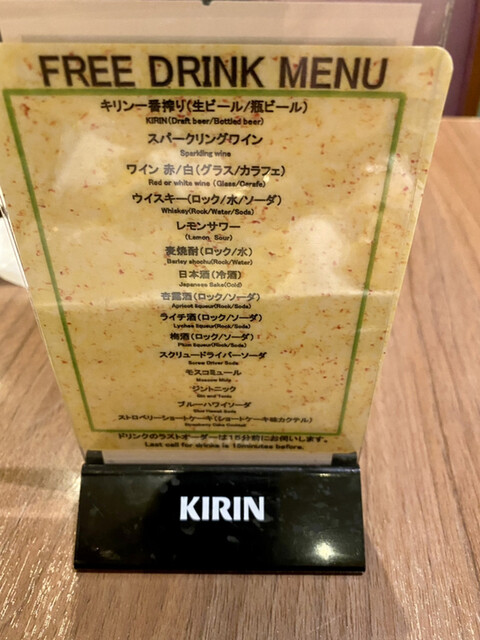 FREE DRINK MENU
キリン一番搾り(生ビール/瓶ビール)
KIRIN(Draft beer/Bottled beer)
スパークリングワイン
Sparkling wine
ワイン 赤/白(グラス/カラフェ)
Red or white wine (Glass/Carafe)
ウイスキー(ロック/水/ソーダ)
Whiskey(Rock/Water/Soda)
レモンサワー
(Lemon Sour)
麦焼酎(ロック/水)
Barley shochu(Rock/Water)
日本酒(冷酒)
Japanese Sake(Cold)
杏露酒(ロック/ソーダ)
Apricot liqueur(Rock/Soda)
ライチ酒(ロック/ソーダ)
Lychee liqueur(Rock/Soda)
梅酒(ロック/ソーダ)
Plum liqueur(Rock/Soda)
スクリュードライバーソーダ
Screw Driver Soda
モスコミュール
ジントニック
Gin and Tonic
ブルーハワイソーダ
Blue Hawaii Soda
ストロベリーショートケーキ(ショートケーキ味カクテル)
Strawberry Cake Cocktail
ドリンクのラストオーダーは15分前にお伺いします。
Last call for drinks is 15minutes before.
KIRIN